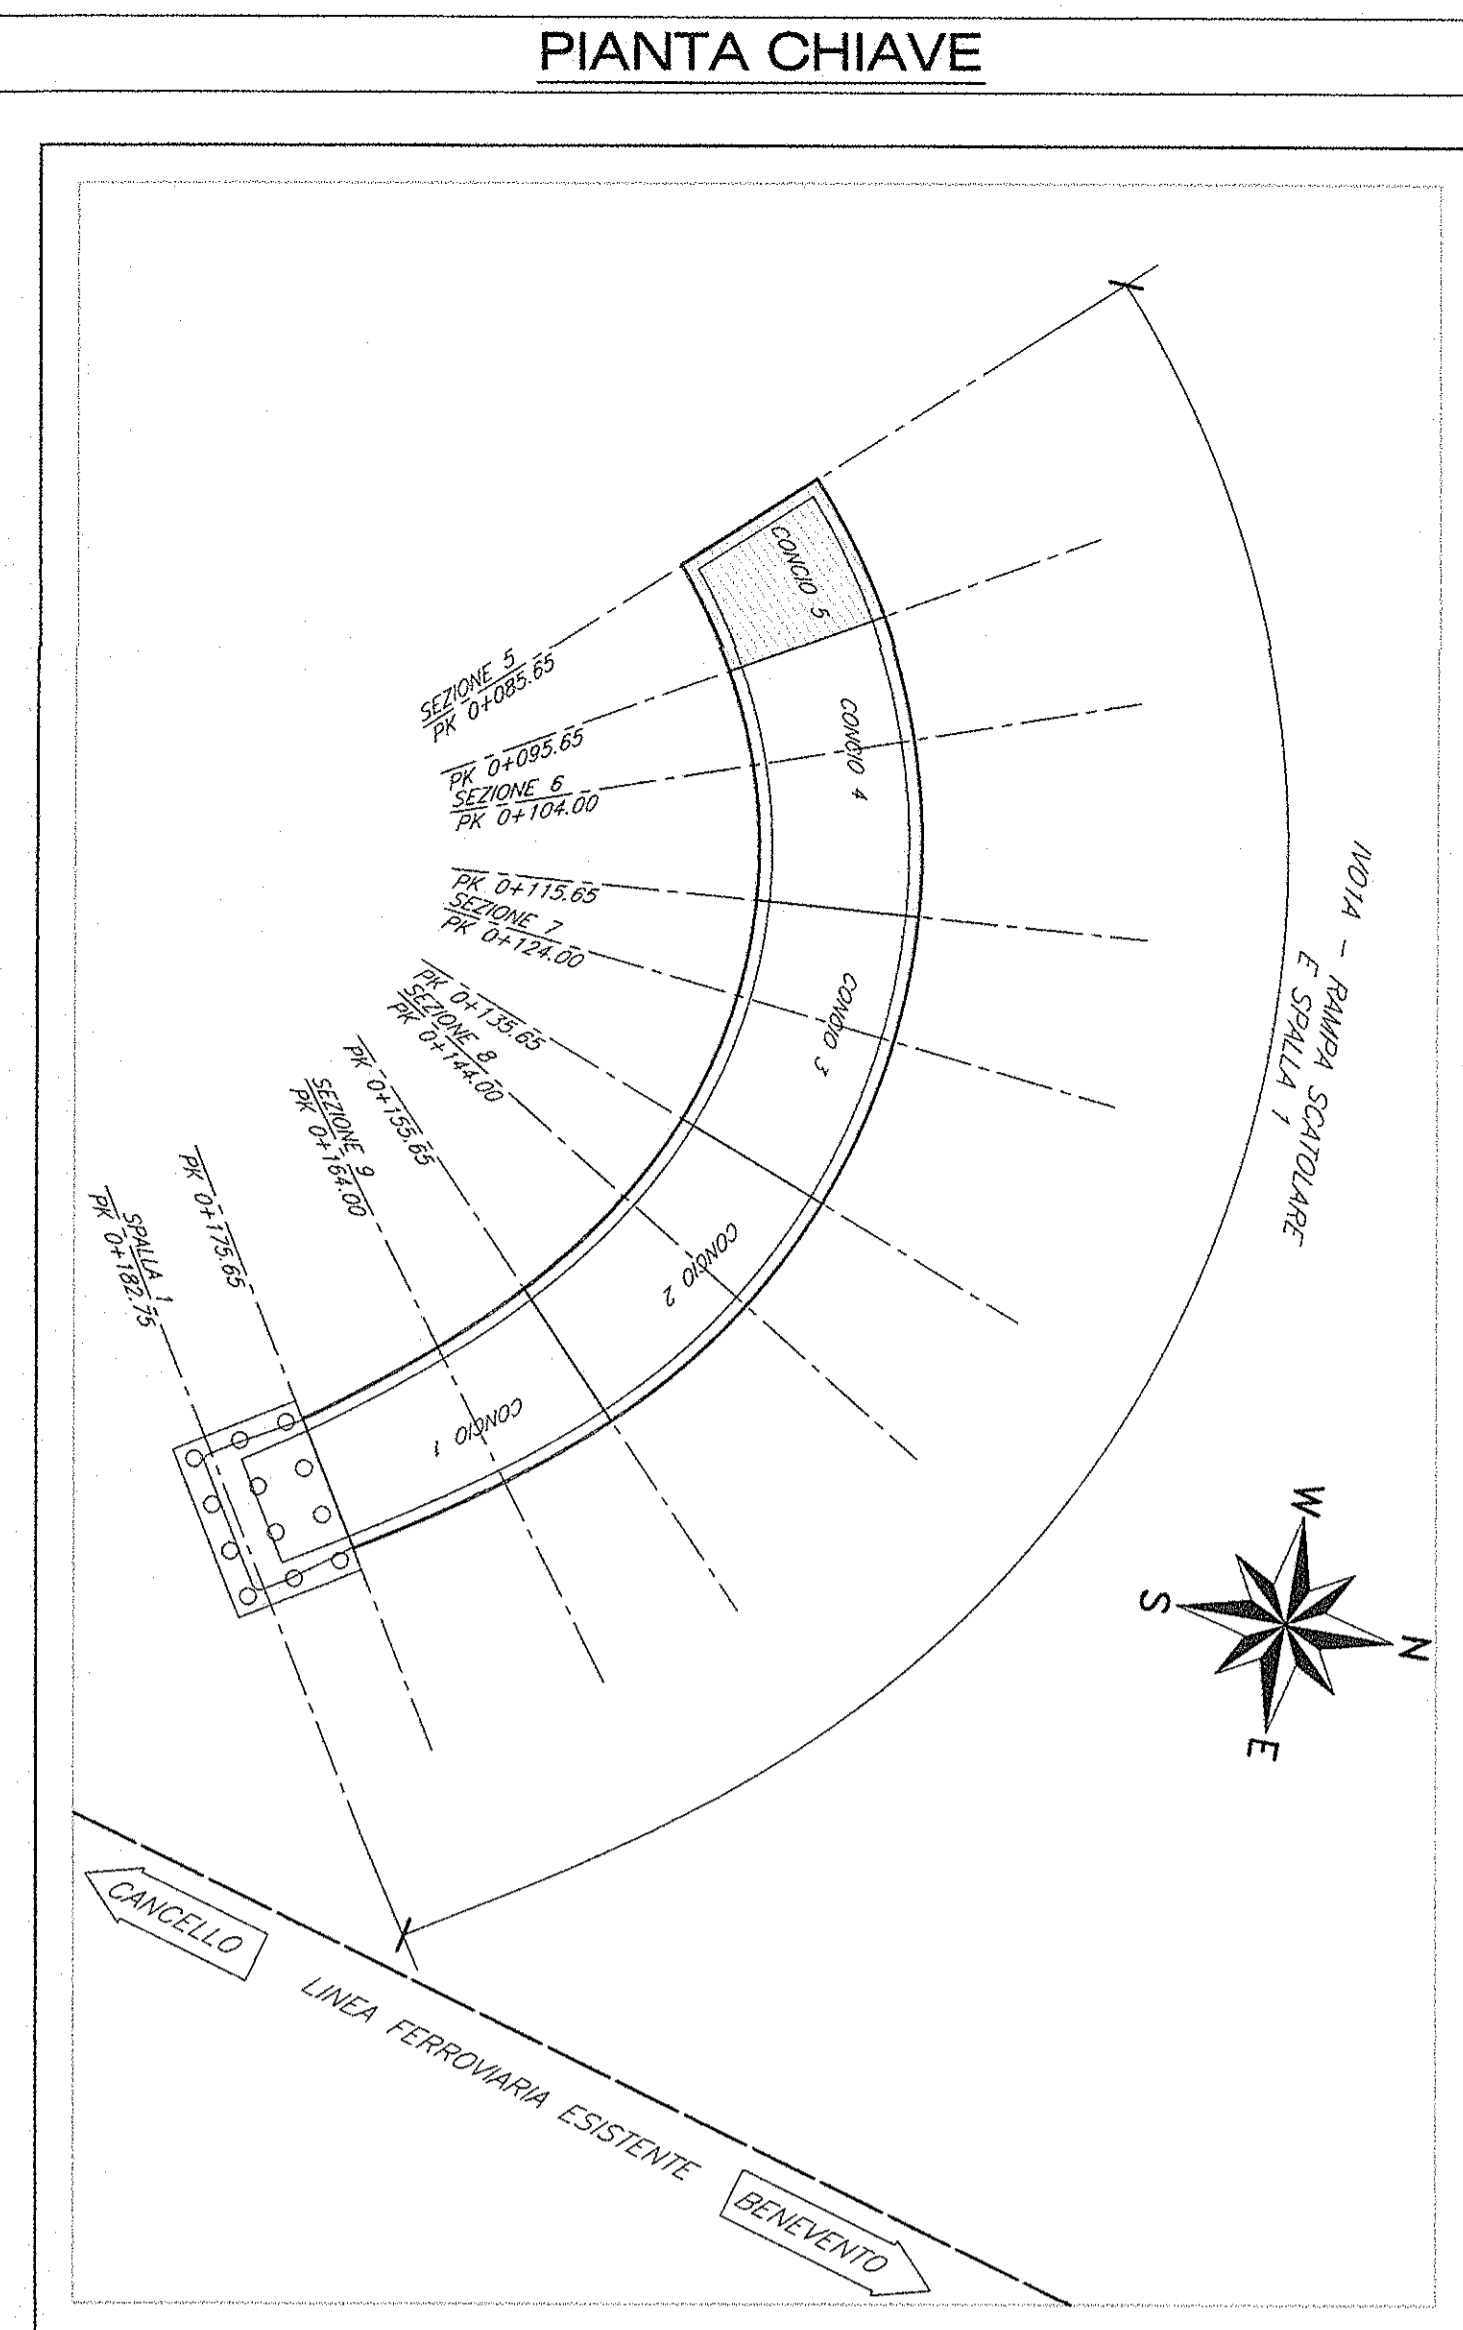 PIANTA CHIAVE
CONCIO 5
SEZIONE 5
PK 0+085.65
PK 0+095.65
SEZIONE 6
PK 0+104.00
CONCIO 4
PK 0+115.65
SEZIONE 7
PK 0+124.00
IV01A - RAMPA SCATOLARE
E SPALLA 1
CONCIO 3
PK 0+135.65
SEZIONE 8
PK 0+144.00
PK 0+155.65
SEZIONE 9
PK 0+164.00
CONCIO 2
PK 0+175.65
SPALLA 1
PK 0+182.75
CONCIO 1
W
N
S
E
CANCELLO
LINEA FERROVIARIA ESISTENTE
BENEVENTO